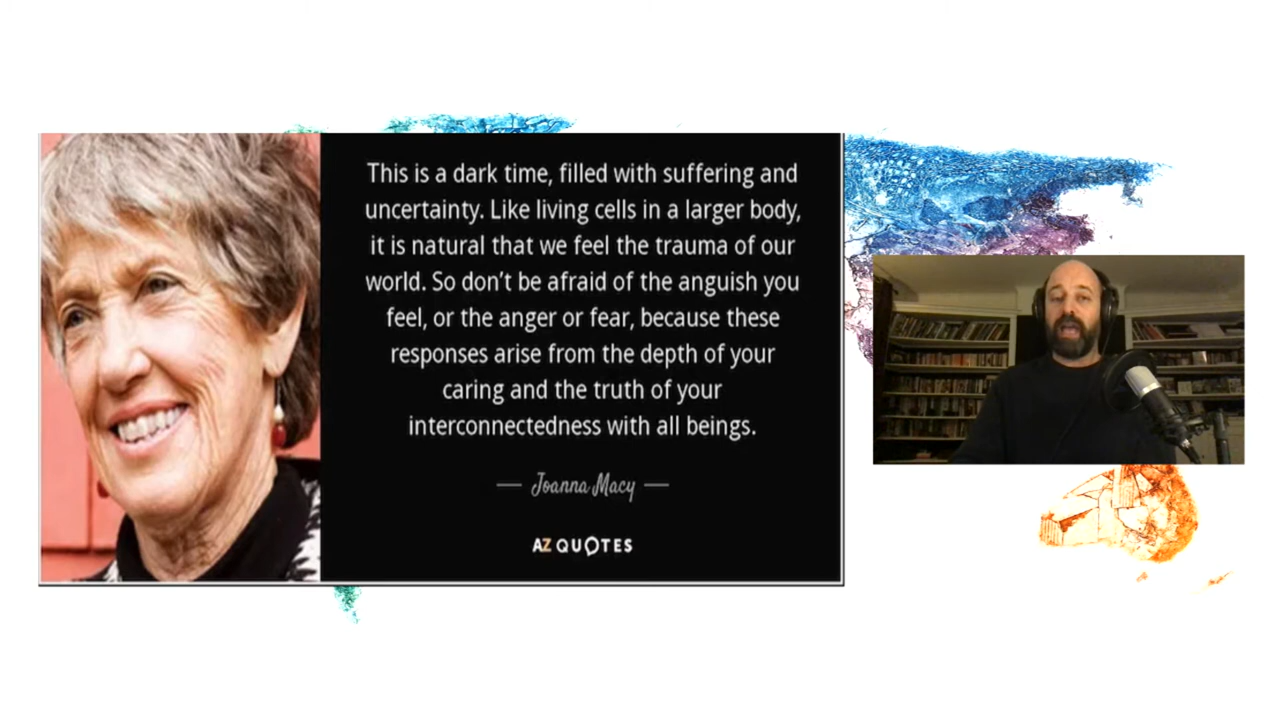 This is a dark time, filled with suffering and
uncertainty. Like living cells in a larger body,
it is natural that we feel the trauma of our
world. So don’t be afraid of the anguish you
feel, or the anger or fear, because these
responses arise from the depth of your
caring and the truth of your
interconnectedness with all beings.
— Joanna Macy —
AZ QUOTES